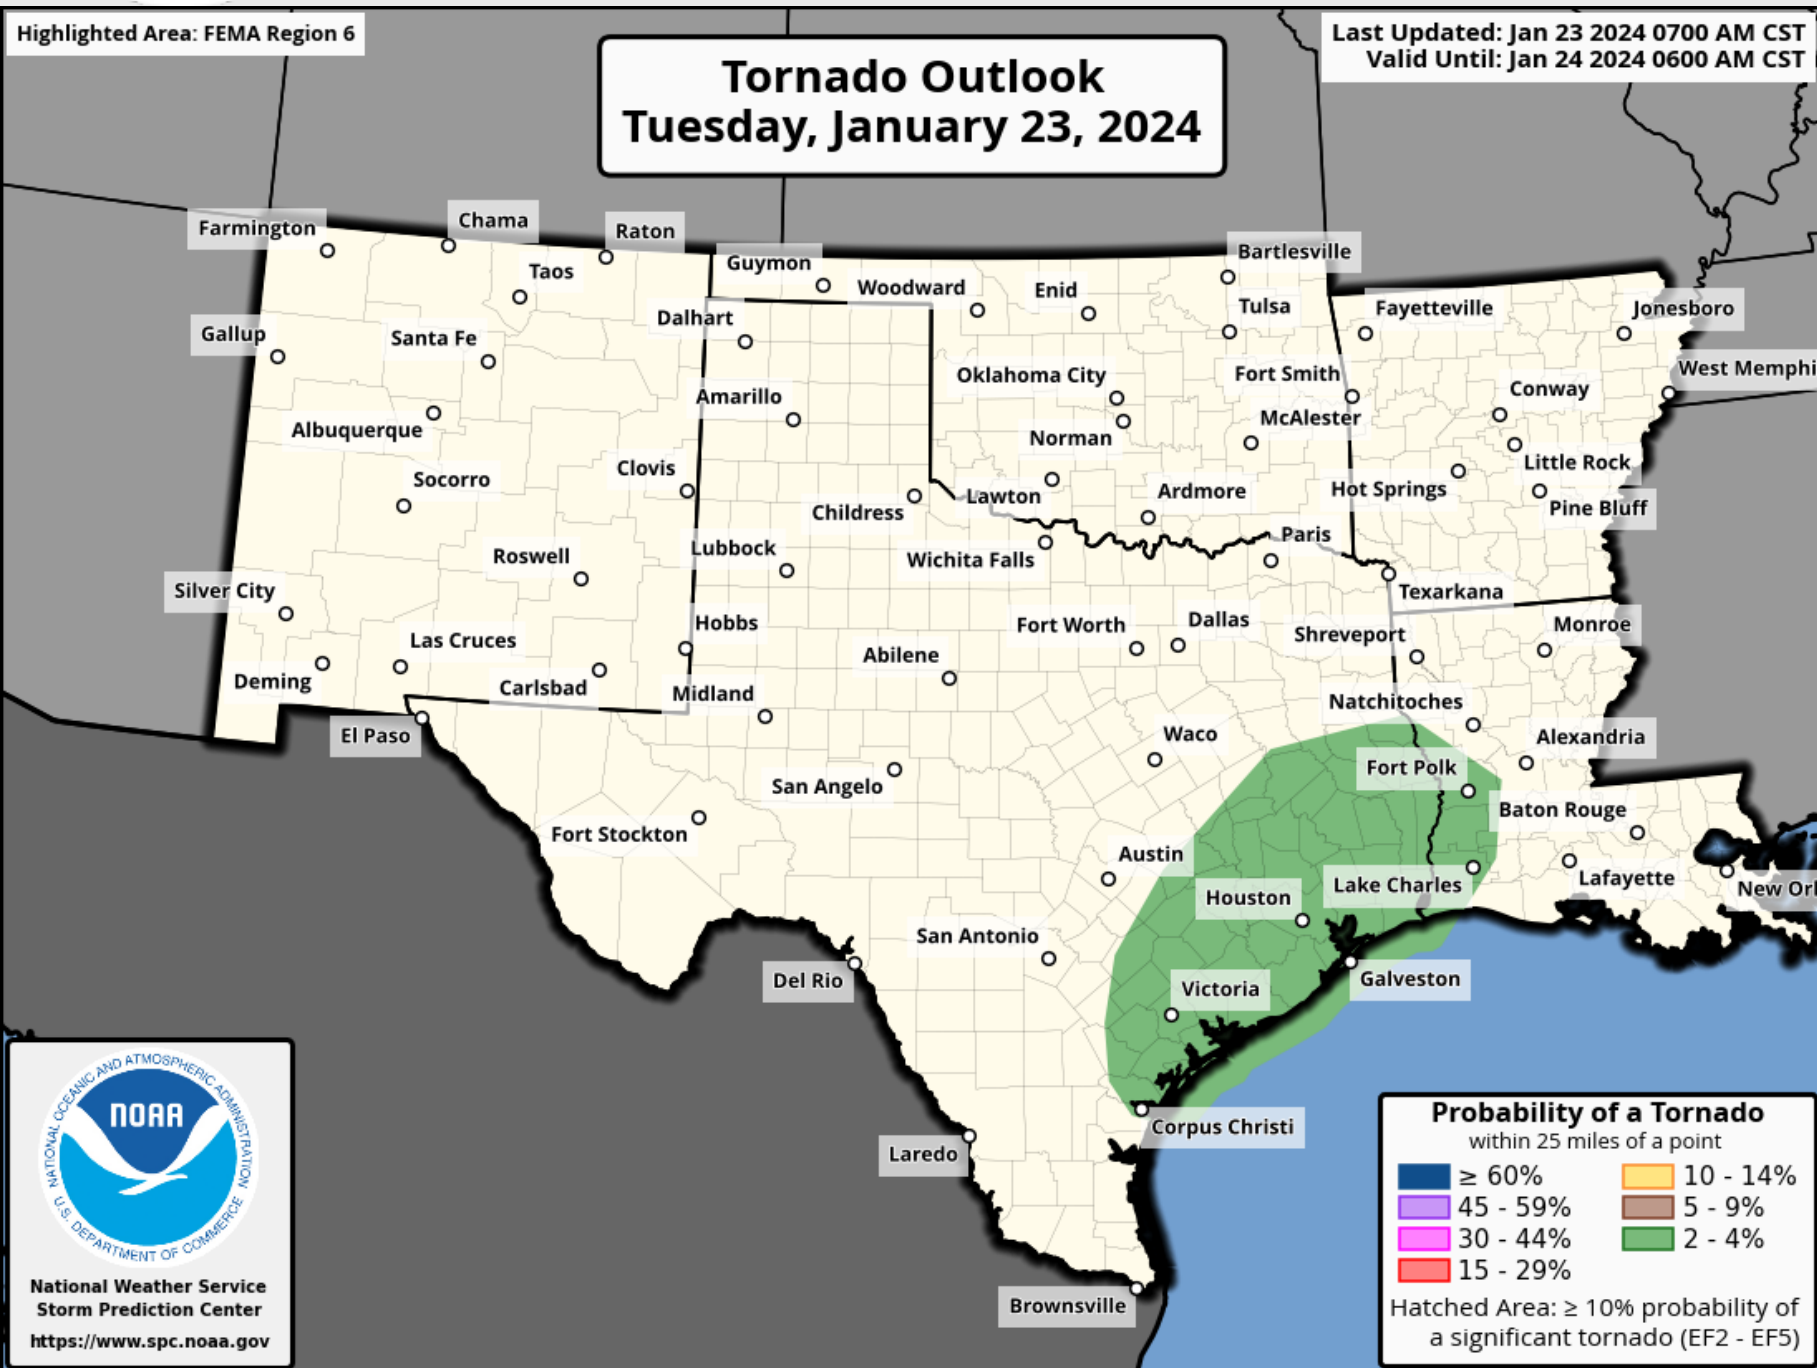 Highlighted Area: FEMA Region 6
Last Updated: Jan 23 2024 0700 AM CST
Valid Until: Jan 24 2024 0600 AM CST
Tornado Outlook
Tuesday, January 23, 2024
Farmington
Chama
Raton
Taos
Guymon
Woodward
Enid
Bartlesville
Tulsa
Fayetteville
Jonesboro
Gallup
Santa Fe
Dalhart
Oklahoma City
Fort Smith
West Memphi
Albuquerque
Amarillo
Norman
McAlester
Conway
Little Rock
Socorro
Clovis
Childress
Lawton
Ardmore
Hot Springs
Pine Bluff
Roswell
Lubbock
Wichita Falls
Paris
Texarkana
Silver City
Hobbs
Fort Worth
Dallas
Shreveport
Monroe
Las Cruces
Deming
Carlsbad
Midland
Abilene
Natchitoches
El Paso
Waco
Alexandria
San Angelo
Fort Polk
Fort Stockton
Baton Rouge
Austin
Houston
Lake Charles
Lafayette
New Orl
San Antonio
Del Rio
Victoria
Galveston
Corpus Christi
Laredo
Brownsville
NATIONAL OCEANIC AND ATMOSPHERIC ADMINISTRATION
NOAA
U.S. DEPARTMENT OF COMMERCE
National Weather Service
Storm Prediction Center
https://www.spc.noaa.gov
Probability of a Tornado
within 25 miles of a point
≥ 60%
10 - 14%
45 - 59%
5 - 9%
30 - 44%
2 - 4%
15 - 29%
Hatched Area: ≥ 10% probability of
a significant tornado (EF2 - EF5)